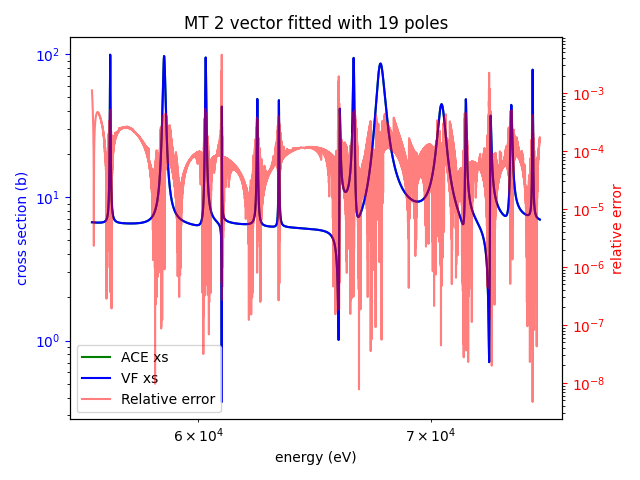 MT 2 vector fitted with 19 poles
10²
10¹
10⁰
cross section (b)
10⁻³
10⁻⁴
10⁻⁵
10⁻⁶
10⁻⁷
10⁻⁸
relative error
ACE xs
VF xs
Relative error
6 × 10⁴
7 × 10⁴
energy (eV)